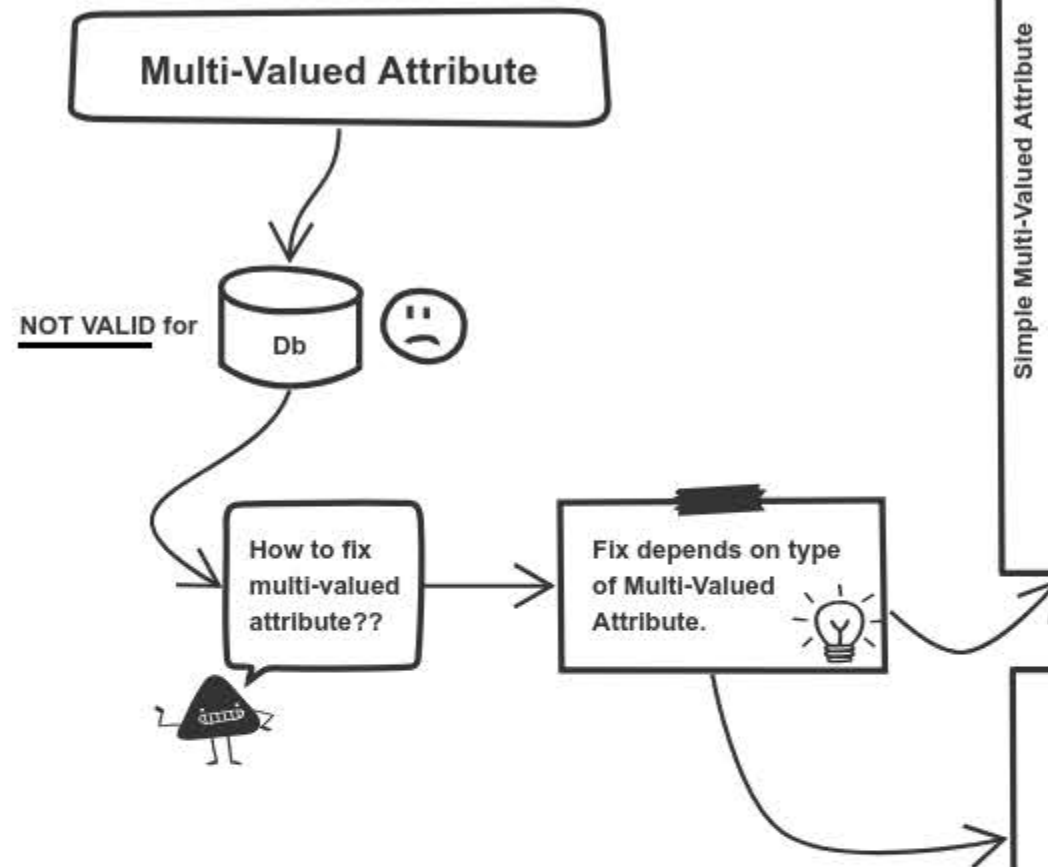 Multi-Valued Attribute
NOT VALID for
Db
How to fix
multi-valued
attribute??
Fix depends on type
of Multi-Valued
Attribute.
Simple Multi-Valued Attribute